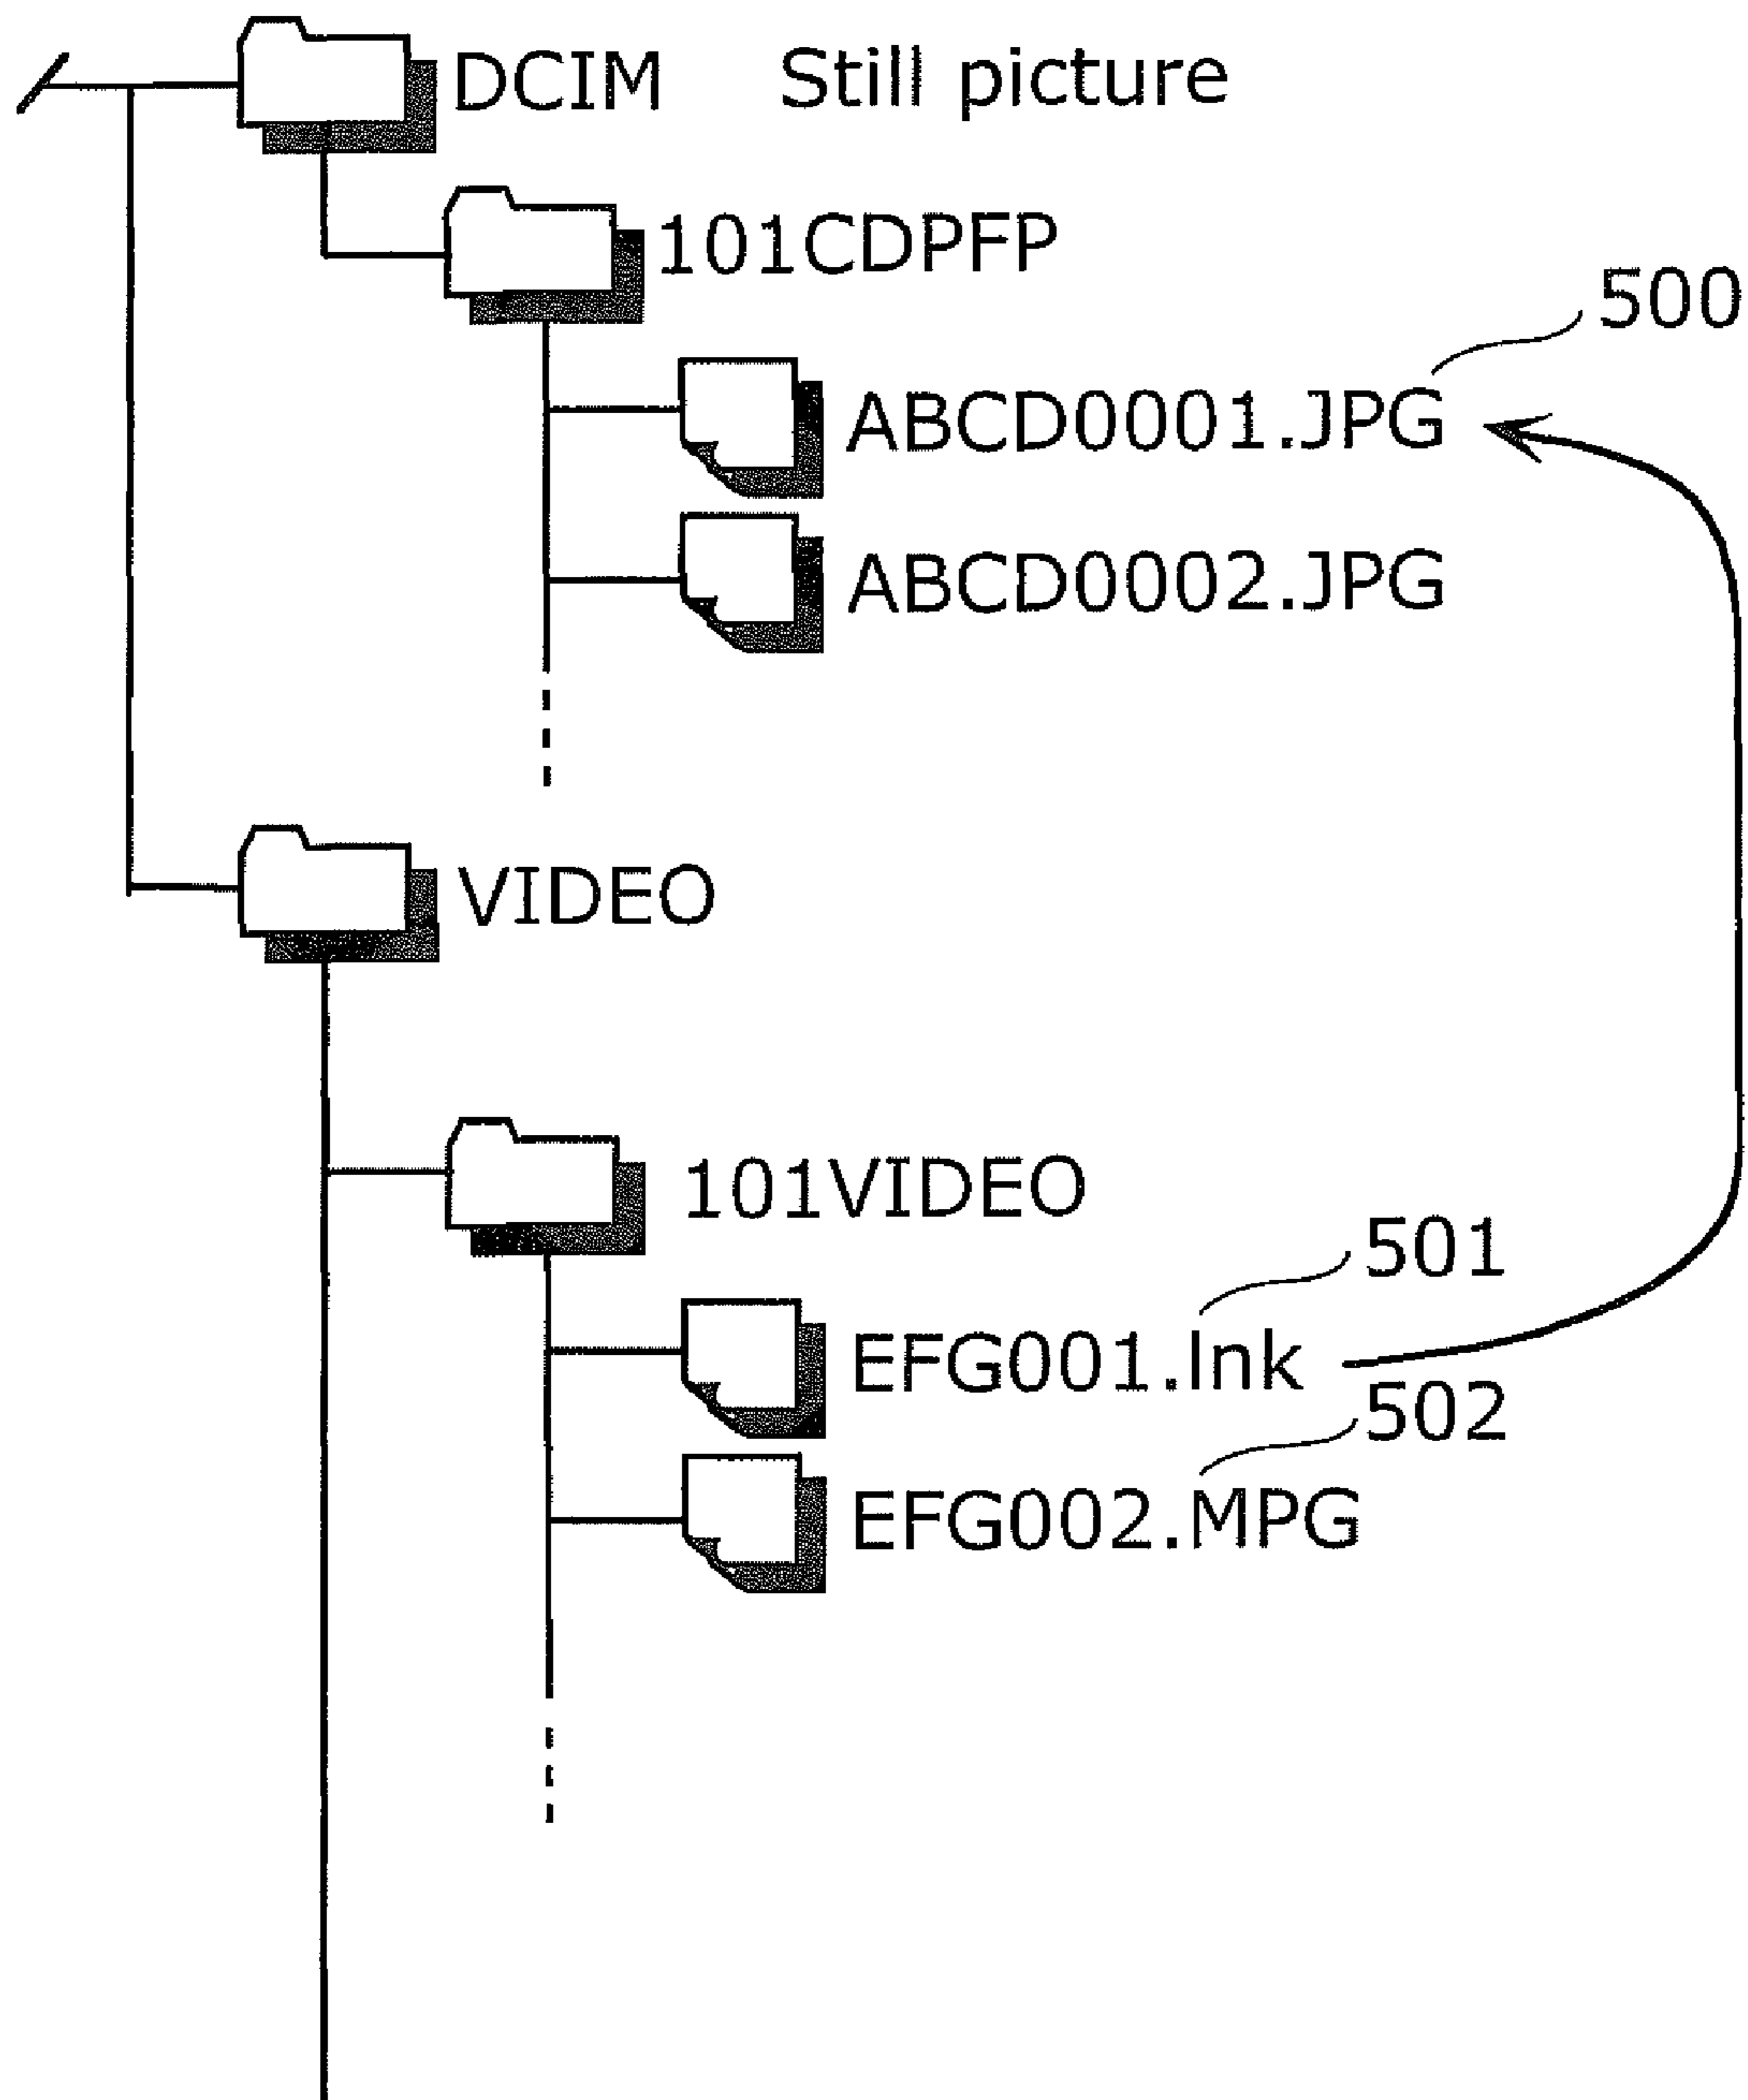 /
DCIM Still picture
101CDPFP
500
ABCD0001.JPG
ABCD0002.JPG
VIDEO
101VIDEO
501
EFG001.lnk
502
EFG002.MPG